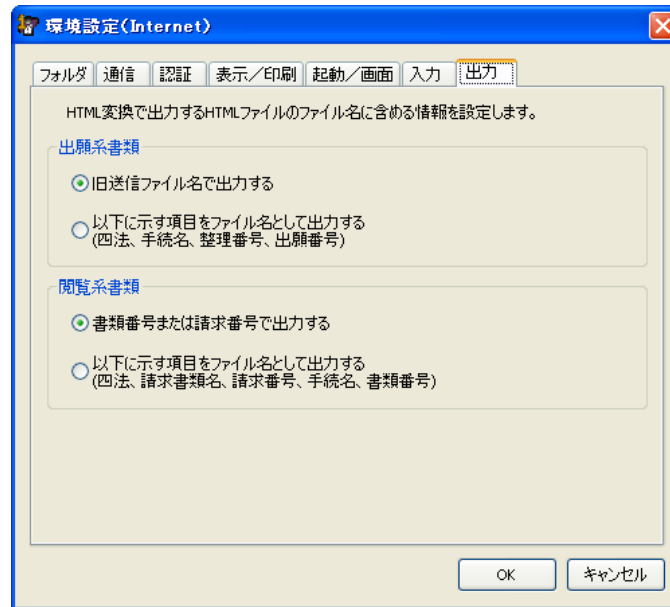 環境設定(Internet)
フォルダ 通信 認証 表示/印刷 起動/画面 入力 出力
HTML変換で出力するHTMLファイルのファイル名に含める情報を設定します。
出願系書類
旧送信ファイル名で出力する
以下に示す項目をファイル名として出力する
(四法、手続名、整理番号、出願番号)
閲覧系書類
書類番号または請求番号で出力する
以下に示す項目をファイル名として出力する
(四法、請求書類名、請求番号、手続名、書類番号)
OK キャンセル